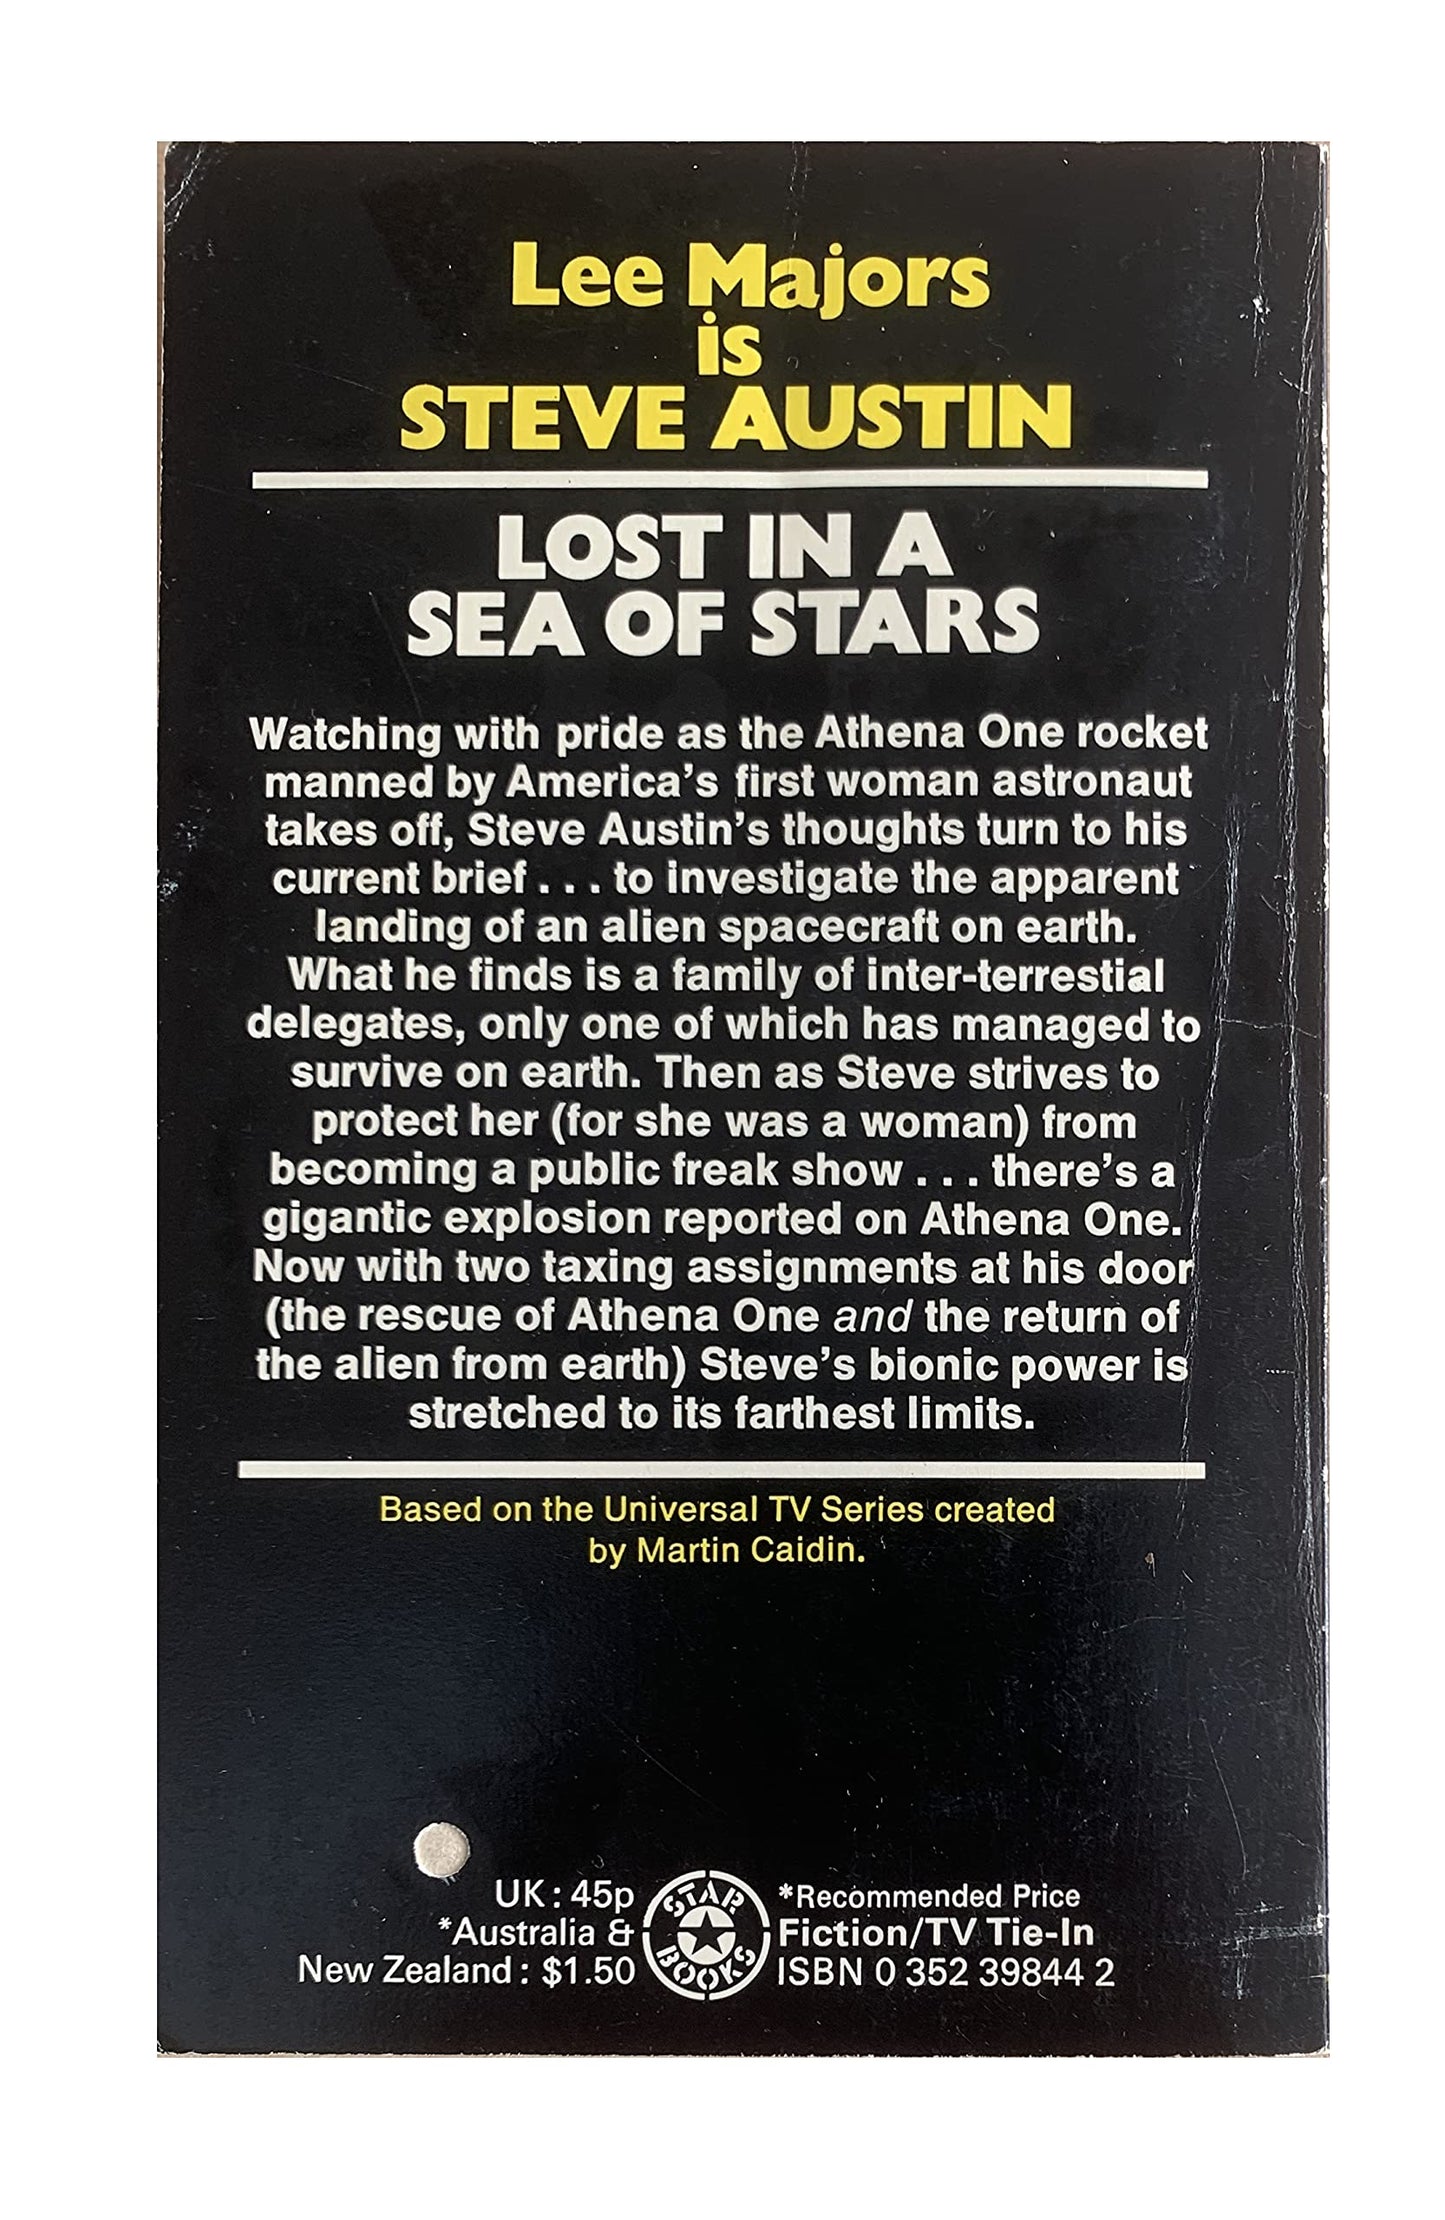 Lee Majors
is
STEVE AUSTIN
LOST IN A
SEA OF STARS
Watching with pride as the Athena One rocket
manned by America's first woman astronaut
takes off, Steve Austin's thoughts turn to his
current brief . . . to investigate the apparent
landing of an alien spacecraft on earth.
What he finds is a family of inter-terrestial
delegates, only one of which has managed to
survive on earth. Then as Steve strives to
protect her (for she was a woman) from
becoming a public freak show . . . there's a
gigantic explosion reported on Athena One.
Now with two taxing assignments at his door
(the rescue of Athena One and the return of
the alien from earth) Steve's bionic power is
stretched to its farthest limits.
Based on the Universal TV Series created
by Martin Caidin.
UK: 45p
*Australia &
New Zealand: $1.50
STAR
BOOKS
*Recommended Price
Fiction/TV Tie-In
ISBN 0 352 39844 2